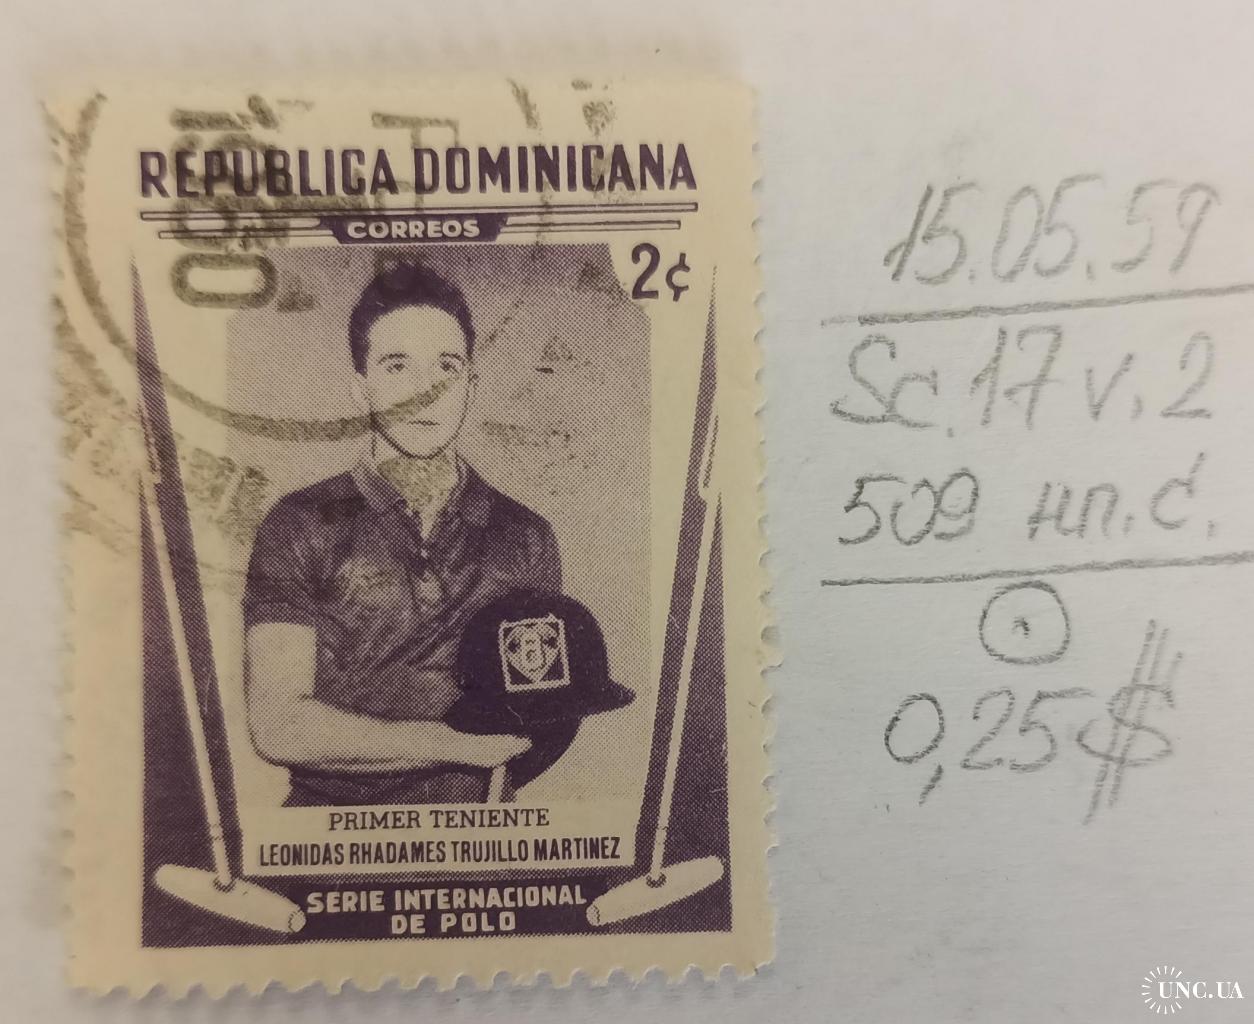 REPUBLICA DOMINICANA
CORREOS
2¢
PRIMER TENIENTE
LEONIDAS RHADAMES TRUJILLO MARTINEZ
SERIE INTERNACIONAL
DE POLO
15.05.59
Sc. 17 v. 2
509
0,25$
UNC.UA